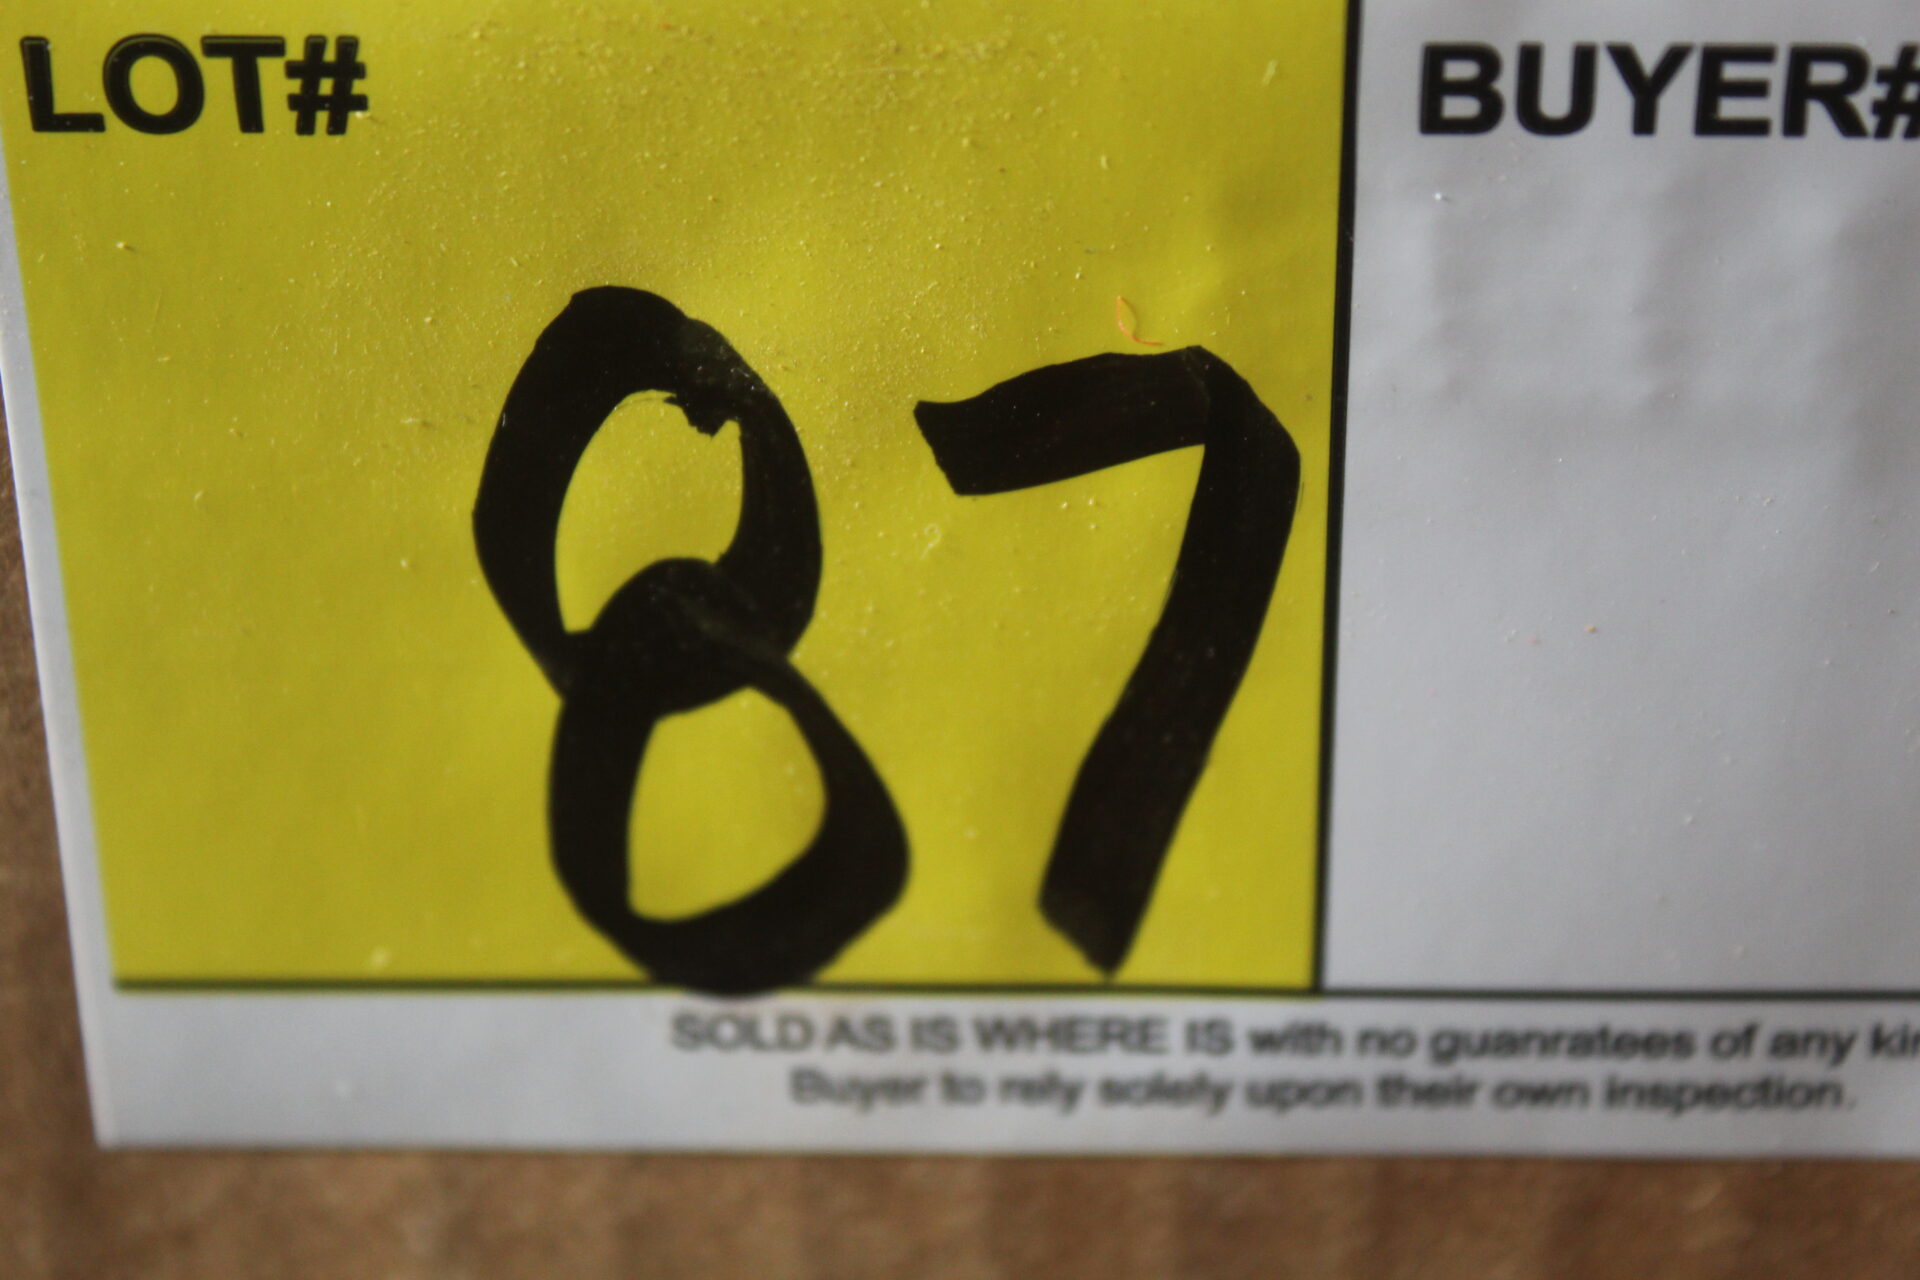 LOT#
BUYER#
87
SOLD AS IS WHERE IS with no guanratees of any
Buyer to rely solely upon their own inspection.